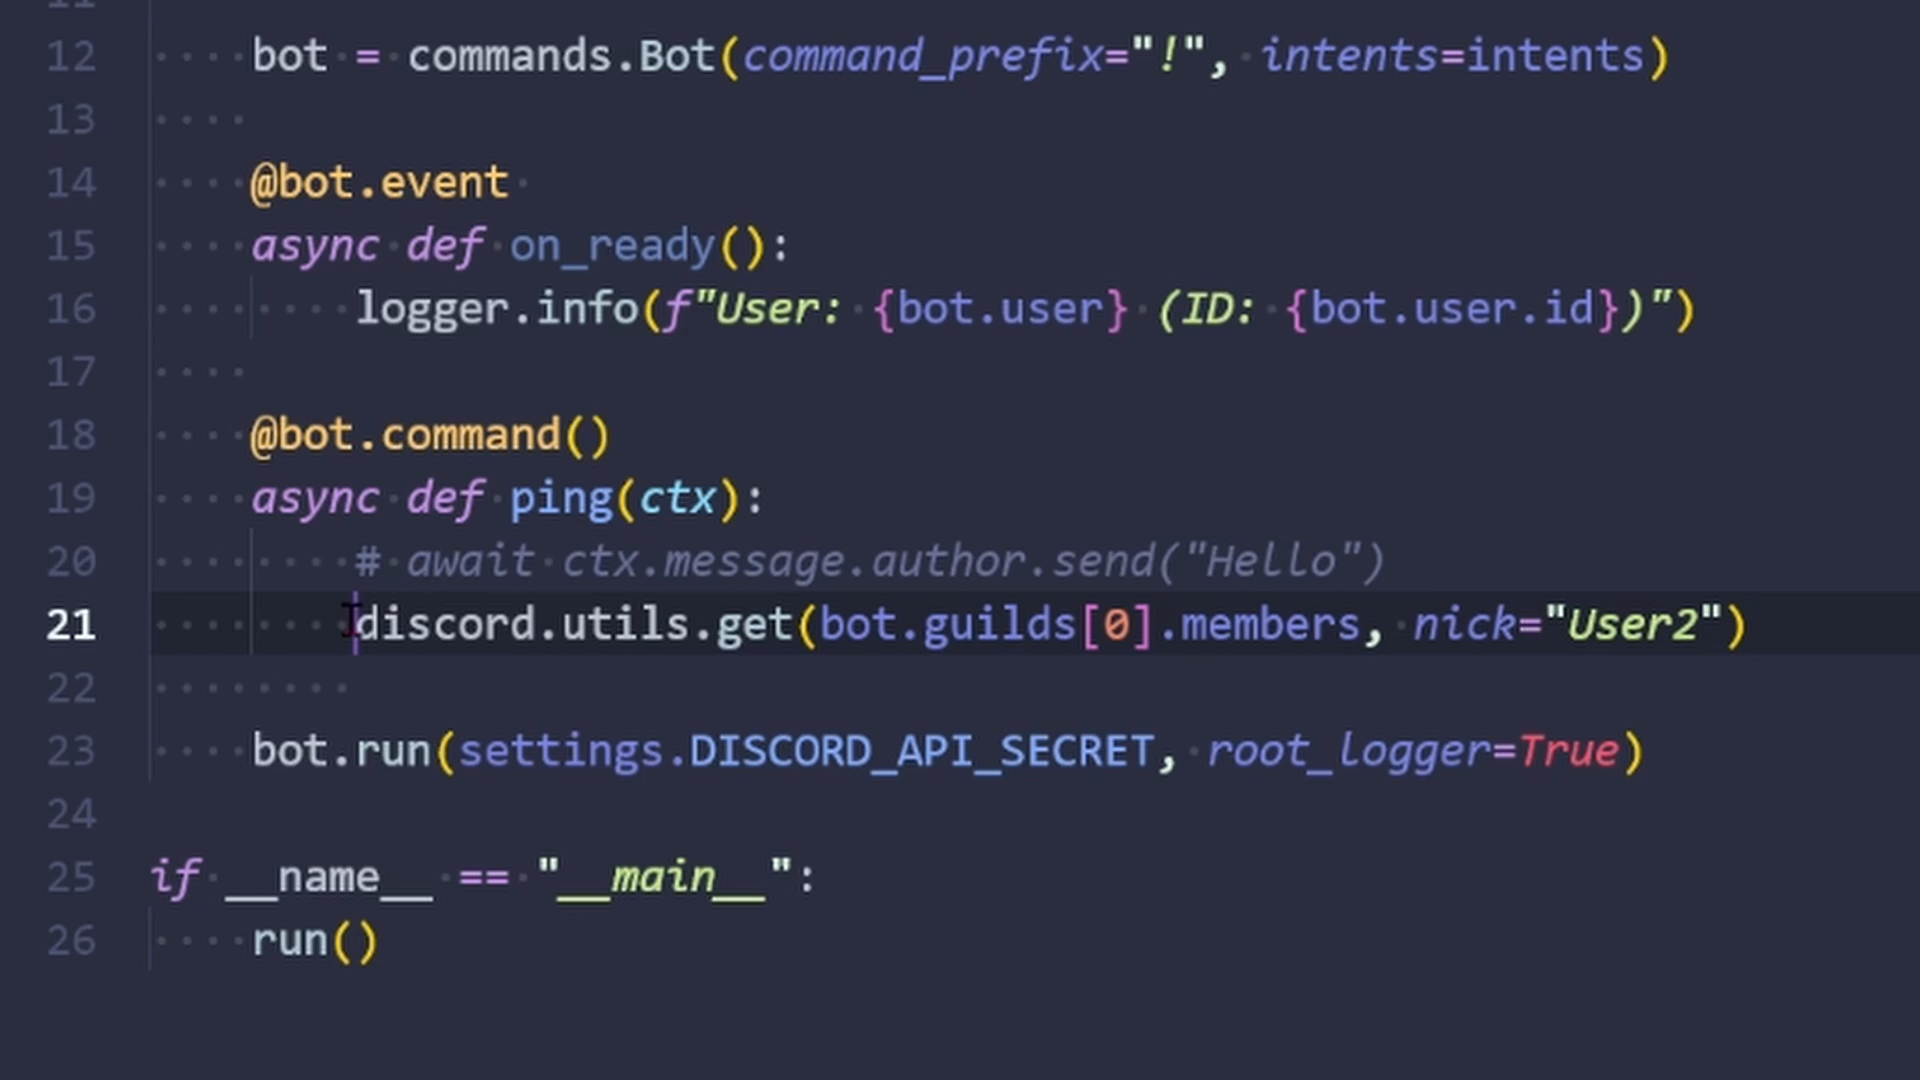 11
12 bot = commands.Bot(command_prefix="!", intents=intents)
13
14 @bot.event
15 async def on_ready():
16 logger.info(f"User: {bot.user} (ID: {bot.user.id})")
17
18 @bot.command()
19 async def ping(ctx):
20 # await ctx.message.author.send("Hello")
21 discord.utils.get(bot.guilds[0].members, nick="User2")
22
23 bot.run(settings.DISCORD_API_SECRET, root_logger=True)
24
25 if __name__ == "__main__":
26 run()